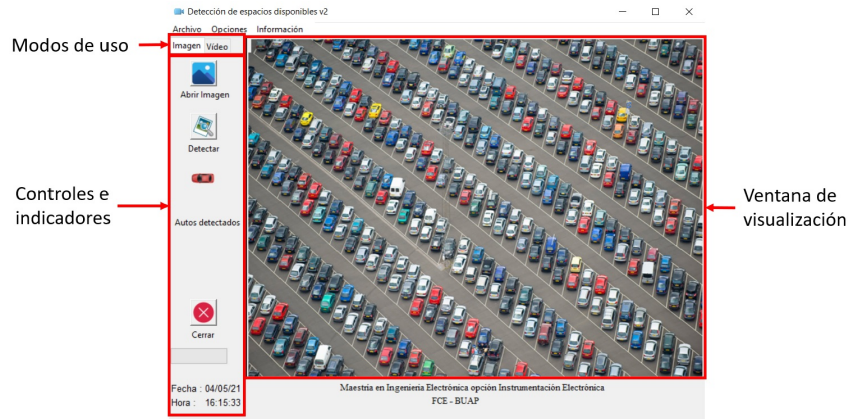 Detección de espacios disponibles v2
Archivo Opciones Información
Modos de uso
Imagen Vídeo
Abrir Imagen
Detectar
Controles e
indicadores
Autos detectados
Ventana de
visualización
Cerrar
Fecha : 04/05/21
Hora : 16:15:33
Maestria en Ingeniería Electrónica opción Instrumentación Electrónica
FCE - BUAP